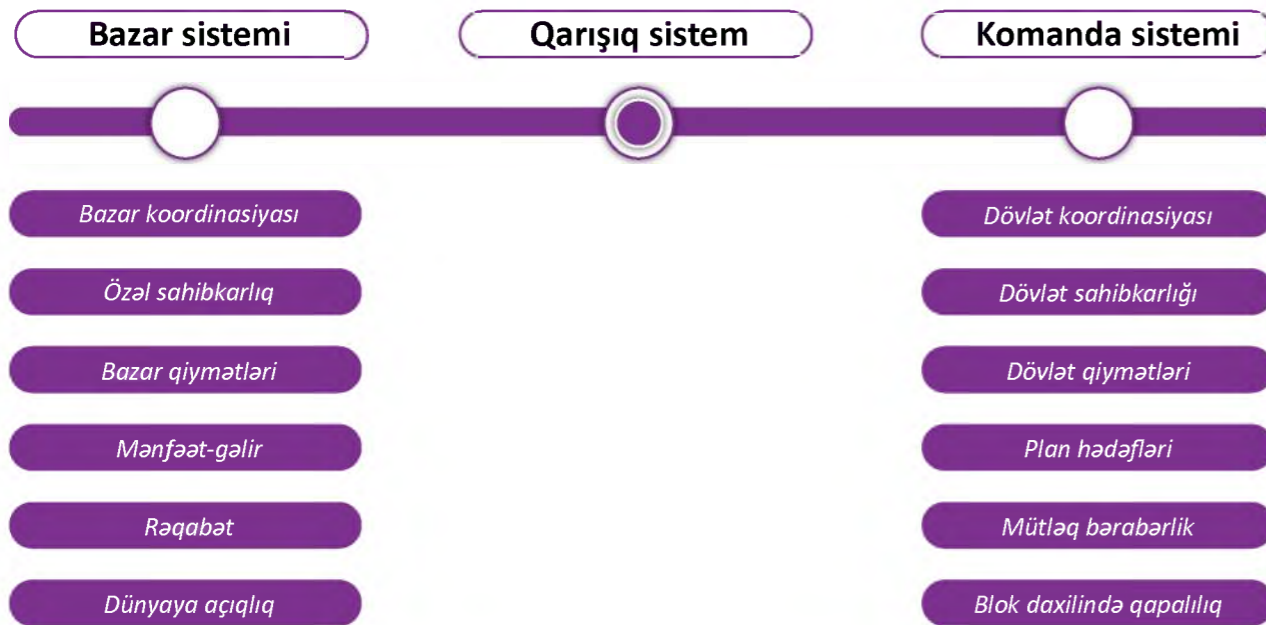 Bazar sistemi
Qarışıq sistem
Komanda sistemi
Bazar koordinasiyası
Dövlət koordinasiyası
Özəl sahibkarlıq
Dövlət sahibkarlığı
Bazar qiymətləri
Dövlət qiymətləri
Mənfəət-gəlir
Plan hədəfləri
Rəqabət
Mütləq bərabərlik
Dünyaya açıqlıq
Blok daxilində qapalılıq